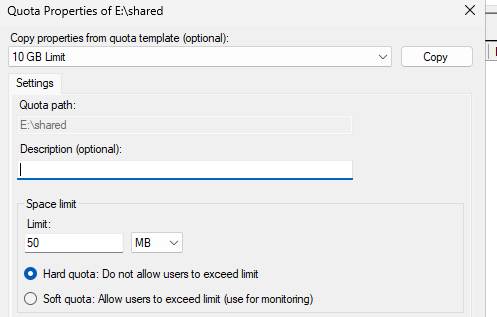 Quota Properties of E:\shared
Copy properties from quota template (optional):
10 GB Limit
Copy
Settings
Quota path:
E:\shared
Description (optional):
Space limit
Limit:
50
MB
Hard quota: Do not allow users to exceed limit
Soft quota: Allow users to exceed limit (use for monitoring)